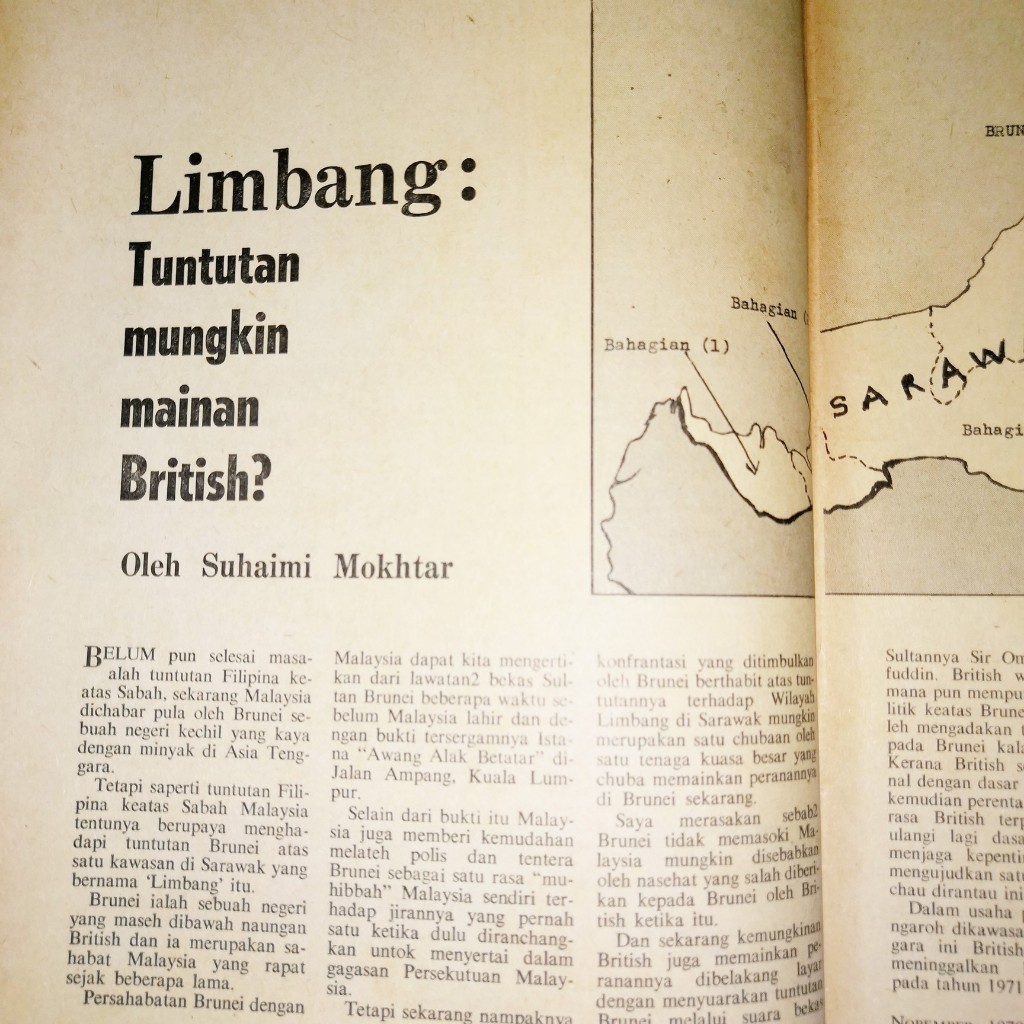 Limbang:
Tuntutan
mungkin
mainan
British?
Oleh Suhaimi Mokhtar
BRUN
Bahagian (
Bahagian (1)
SARAWA
Bahagi
BELUM pun selesai masa-
alah tuntutan Filipina ke-
atas Sabah, sekarang Malaysia
dichabar pula oleh Brunei se-
buah negeri kechil yang kaya
dengan minyak di Asia Teng-
gara.
Tetapi saperti tuntutan Fili-
pina keatas Sabah Malaysia
tentunya berupaya mengha-
dapi tuntutan Brunei atas
satu kawasan di Sarawak yang
bernama ‘Limbang’ itu.
Brunei ialah sebuah negeri
yang maseh dibawah naungan
British dan ia merupakan sa-
habat Malaysia yang rapat
sejak beberapa lama.
Persahabatan Brunei dengan
Malaysia dapat kita mengerti-
kan dari lawatan2 bekas Sul-
tan Brunei beberapa waktu se-
belum Malaysia lahir dan de-
ngan bukti tersergamnya Ista-
na “Awang Alak Betatar” di-
Jalan Ampang, Kuala Lum-
pur.
Selain dari bukti itu Malay-
sia juga memberi kemudahan
melateh polis dan tentera
Brunei sebagai satu rasa “mu-
hibbah” Malaysia sendiri ter-
hadap jirannya yang pernah
satu ketika dulu diranchang-
kan untok menyertai dalam
gagasan Persekutuan Malay-
sia.
Tetapi sekarang nampaknya
konfrantasi yang ditimbulkan
oleh Brunei berthabit atas tun-
tutannya terhadap Wilayah
Limbang di Sarawak mungkin
merupakan satu chubaan oleh
satu tenaga kuasa besar yang
chuba memainkan peranannya
di Brunei sekarang.
Saya merasakan sebab2
Brunei tidak memasoki Ma-
laysia mungkin disebabkan
oleh nasehat yang salah diberi-
kan kepada Brunei oleh Bri-
tish ketika itu.
Dan sekarang kemungkinan
British juga memainkan pe-
ranannya dibelakang layar
dengan menyuarakan tuntutan
Brunei melalui suara bekas
Sultannya Sir Om
fuddin. British w
mana pun mempu
litik keatas Brune
leh mengadakan t
pada Brunei kala
Kerana British s
nal dengan dasar
kemudian perenta
rasa British terp
ulangi lagi dasa
menjaga kepentin
mengujudkan satu
chau dirantau ini
Dalam usaha
ngaroh dikawasa
gara ini British
meninggalkan
pada tahun 1971